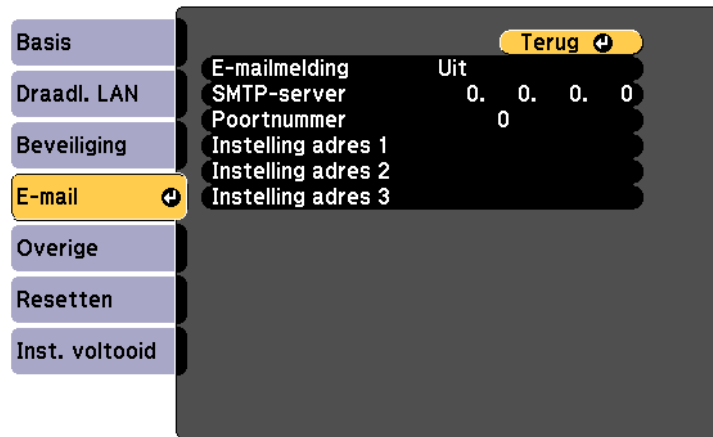 Basis
Draadl. LAN
Beveiliging
E-mail
Overige
Resetten
Inst. voltooid
Terug
E-mailmelding Uit
SMTP-server 0. 0. 0. 0
Poortnummer 0
Instelling adres 1
Instelling adres 2
Instelling adres 3